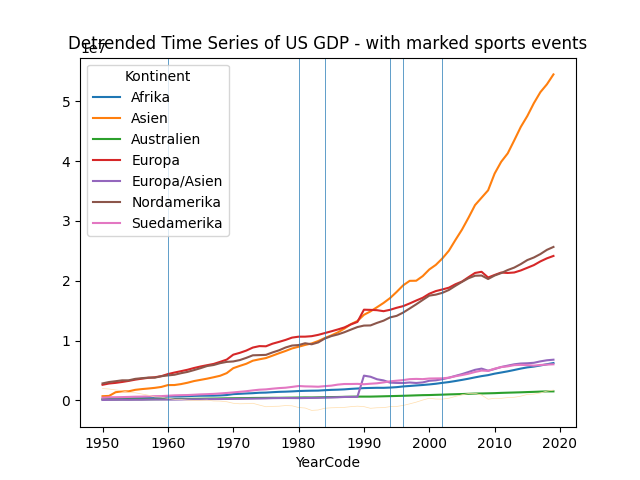 Detrended Time Series of US GDP - with marked sports events
1e7
Kontinent
Afrika
Asien
Australien
Europa
Europa/Asien
Nordamerika
Suedamerika
5
4
3
2
1
0
1950 1960 1970 1980 1990 2000 2010 2020
YearCode